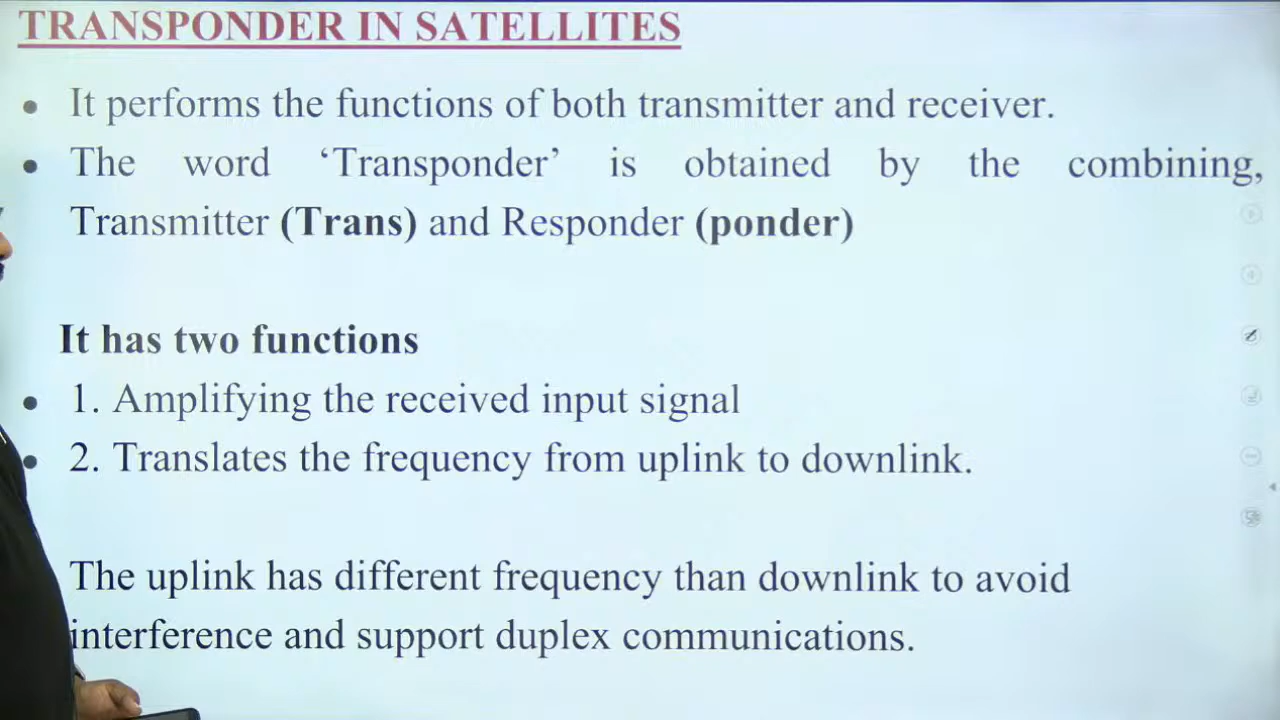 TRANSPONDER IN SATELLITES
• It performs the functions of both transmitter and receiver.
• The word ‘Transponder’ is obtained by the combining,
Transmitter (Trans) and Responder (ponder)
It has two functions
• 1. Amplifying the received input signal
• 2. Translates the frequency from uplink to downlink.
The uplink has different frequency than downlink to avoid
interference and support duplex communications.